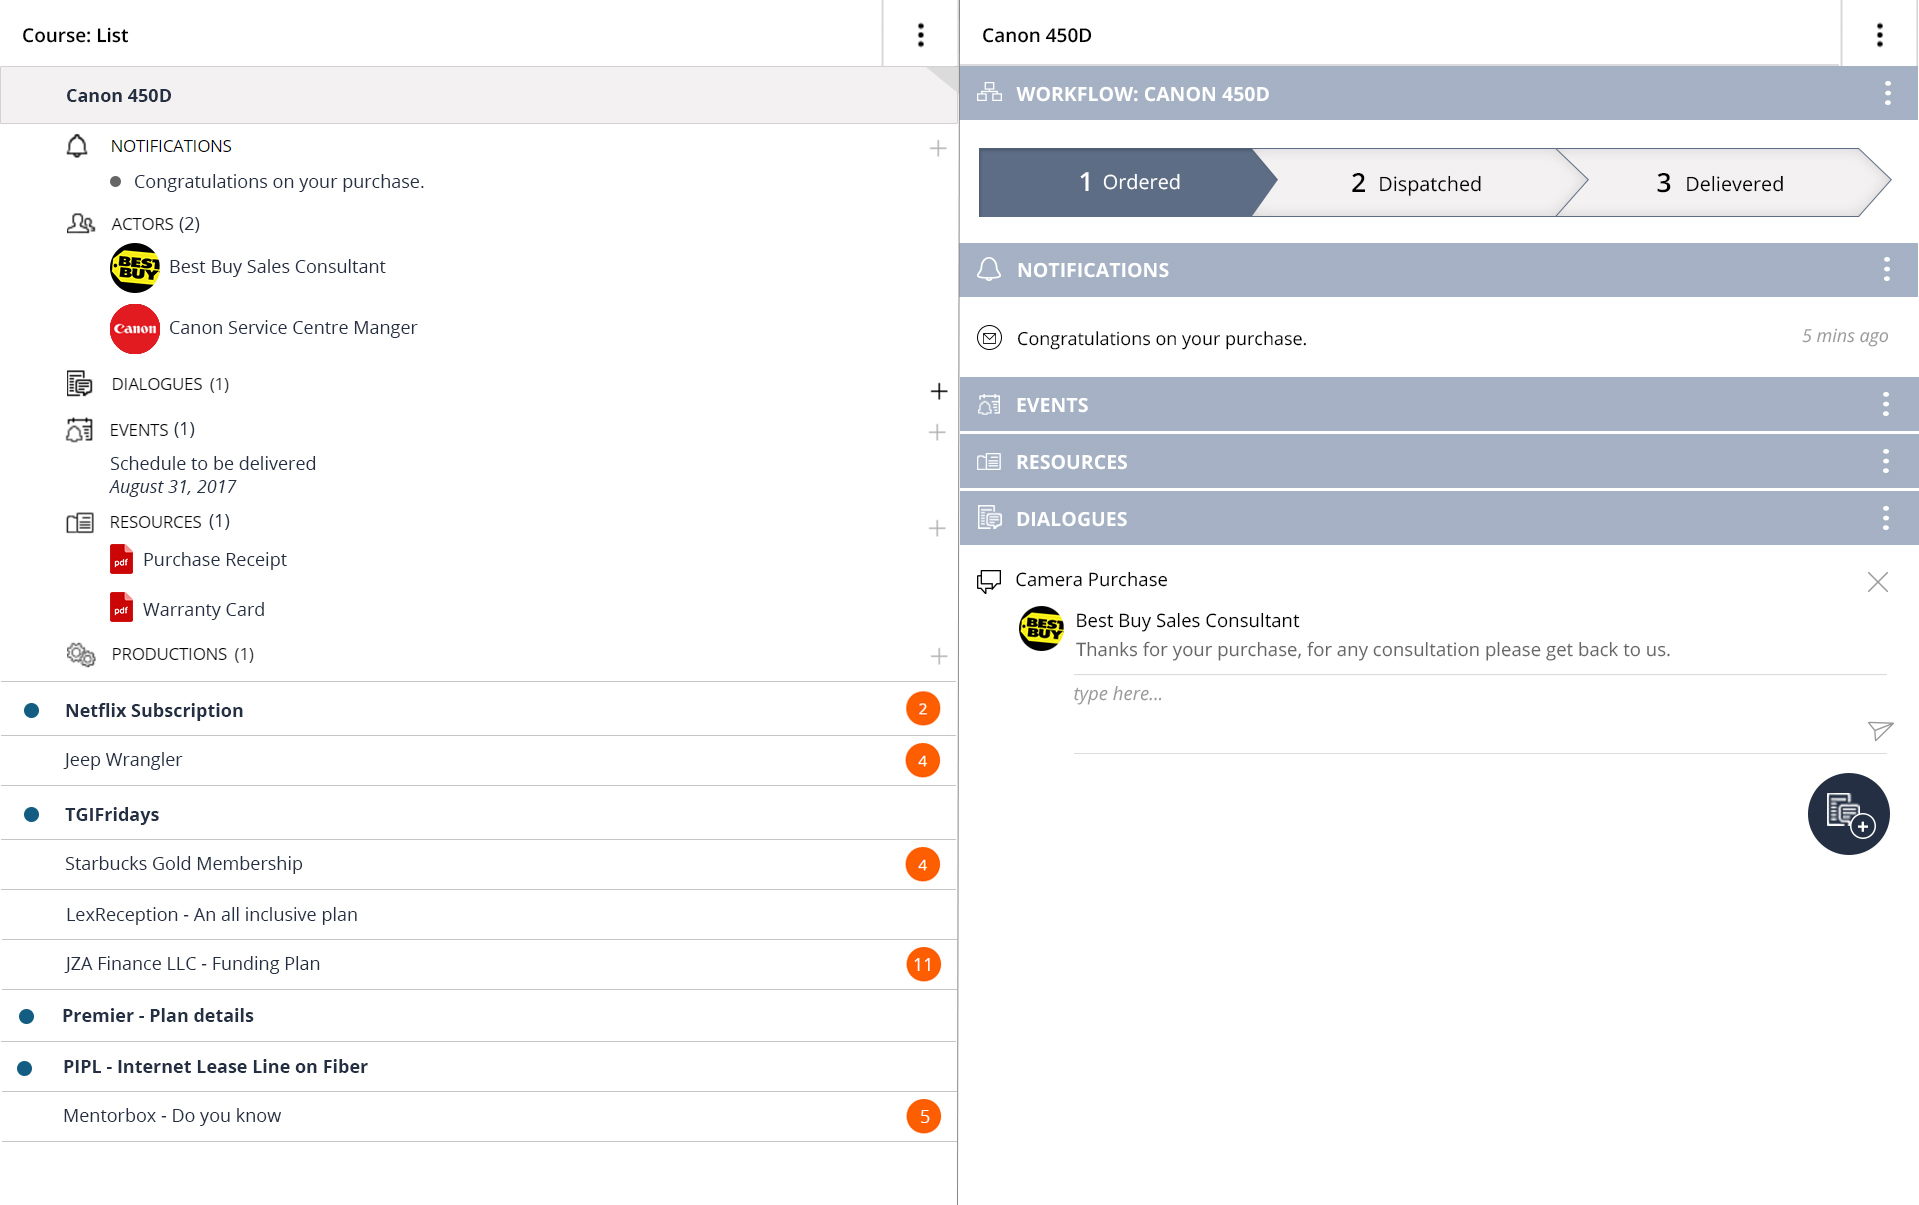 Course: List
Canon 450D
NOTIFICATIONS
Congratulations on your purchase.
ACTORS (2)
BEST BUY
Best Buy Sales Consultant
Canon
Canon Service Centre Manger
DIALOGUES (1)
EVENTS (1)
Schedule to be delivered
August 31, 2017
RESOURCES (1)
pdf Purchase Receipt
pdf Warranty Card
PRODUCTIONS (1)
Netflix Subscription 2
Jeep Wrangler 4
TGIFridays
Starbucks Gold Membership 4
LexReception - An all inclusive plan
JZA Finance LLC - Funding Plan 11
Premier - Plan details
PIPL - Internet Lease Line on Fiber
Mentorbox - Do you know 5
Canon 450D
WORKFLOW: CANON 450D
1 Ordered
2 Dispatched
3 Delievered
NOTIFICATIONS
Congratulations on your purchase. 5 mins ago
EVENTS
RESOURCES
DIALOGUES
Camera Purchase
BEST BUY
Best Buy Sales Consultant
Thanks for your purchase, for any consultation please get back to us.
type here...